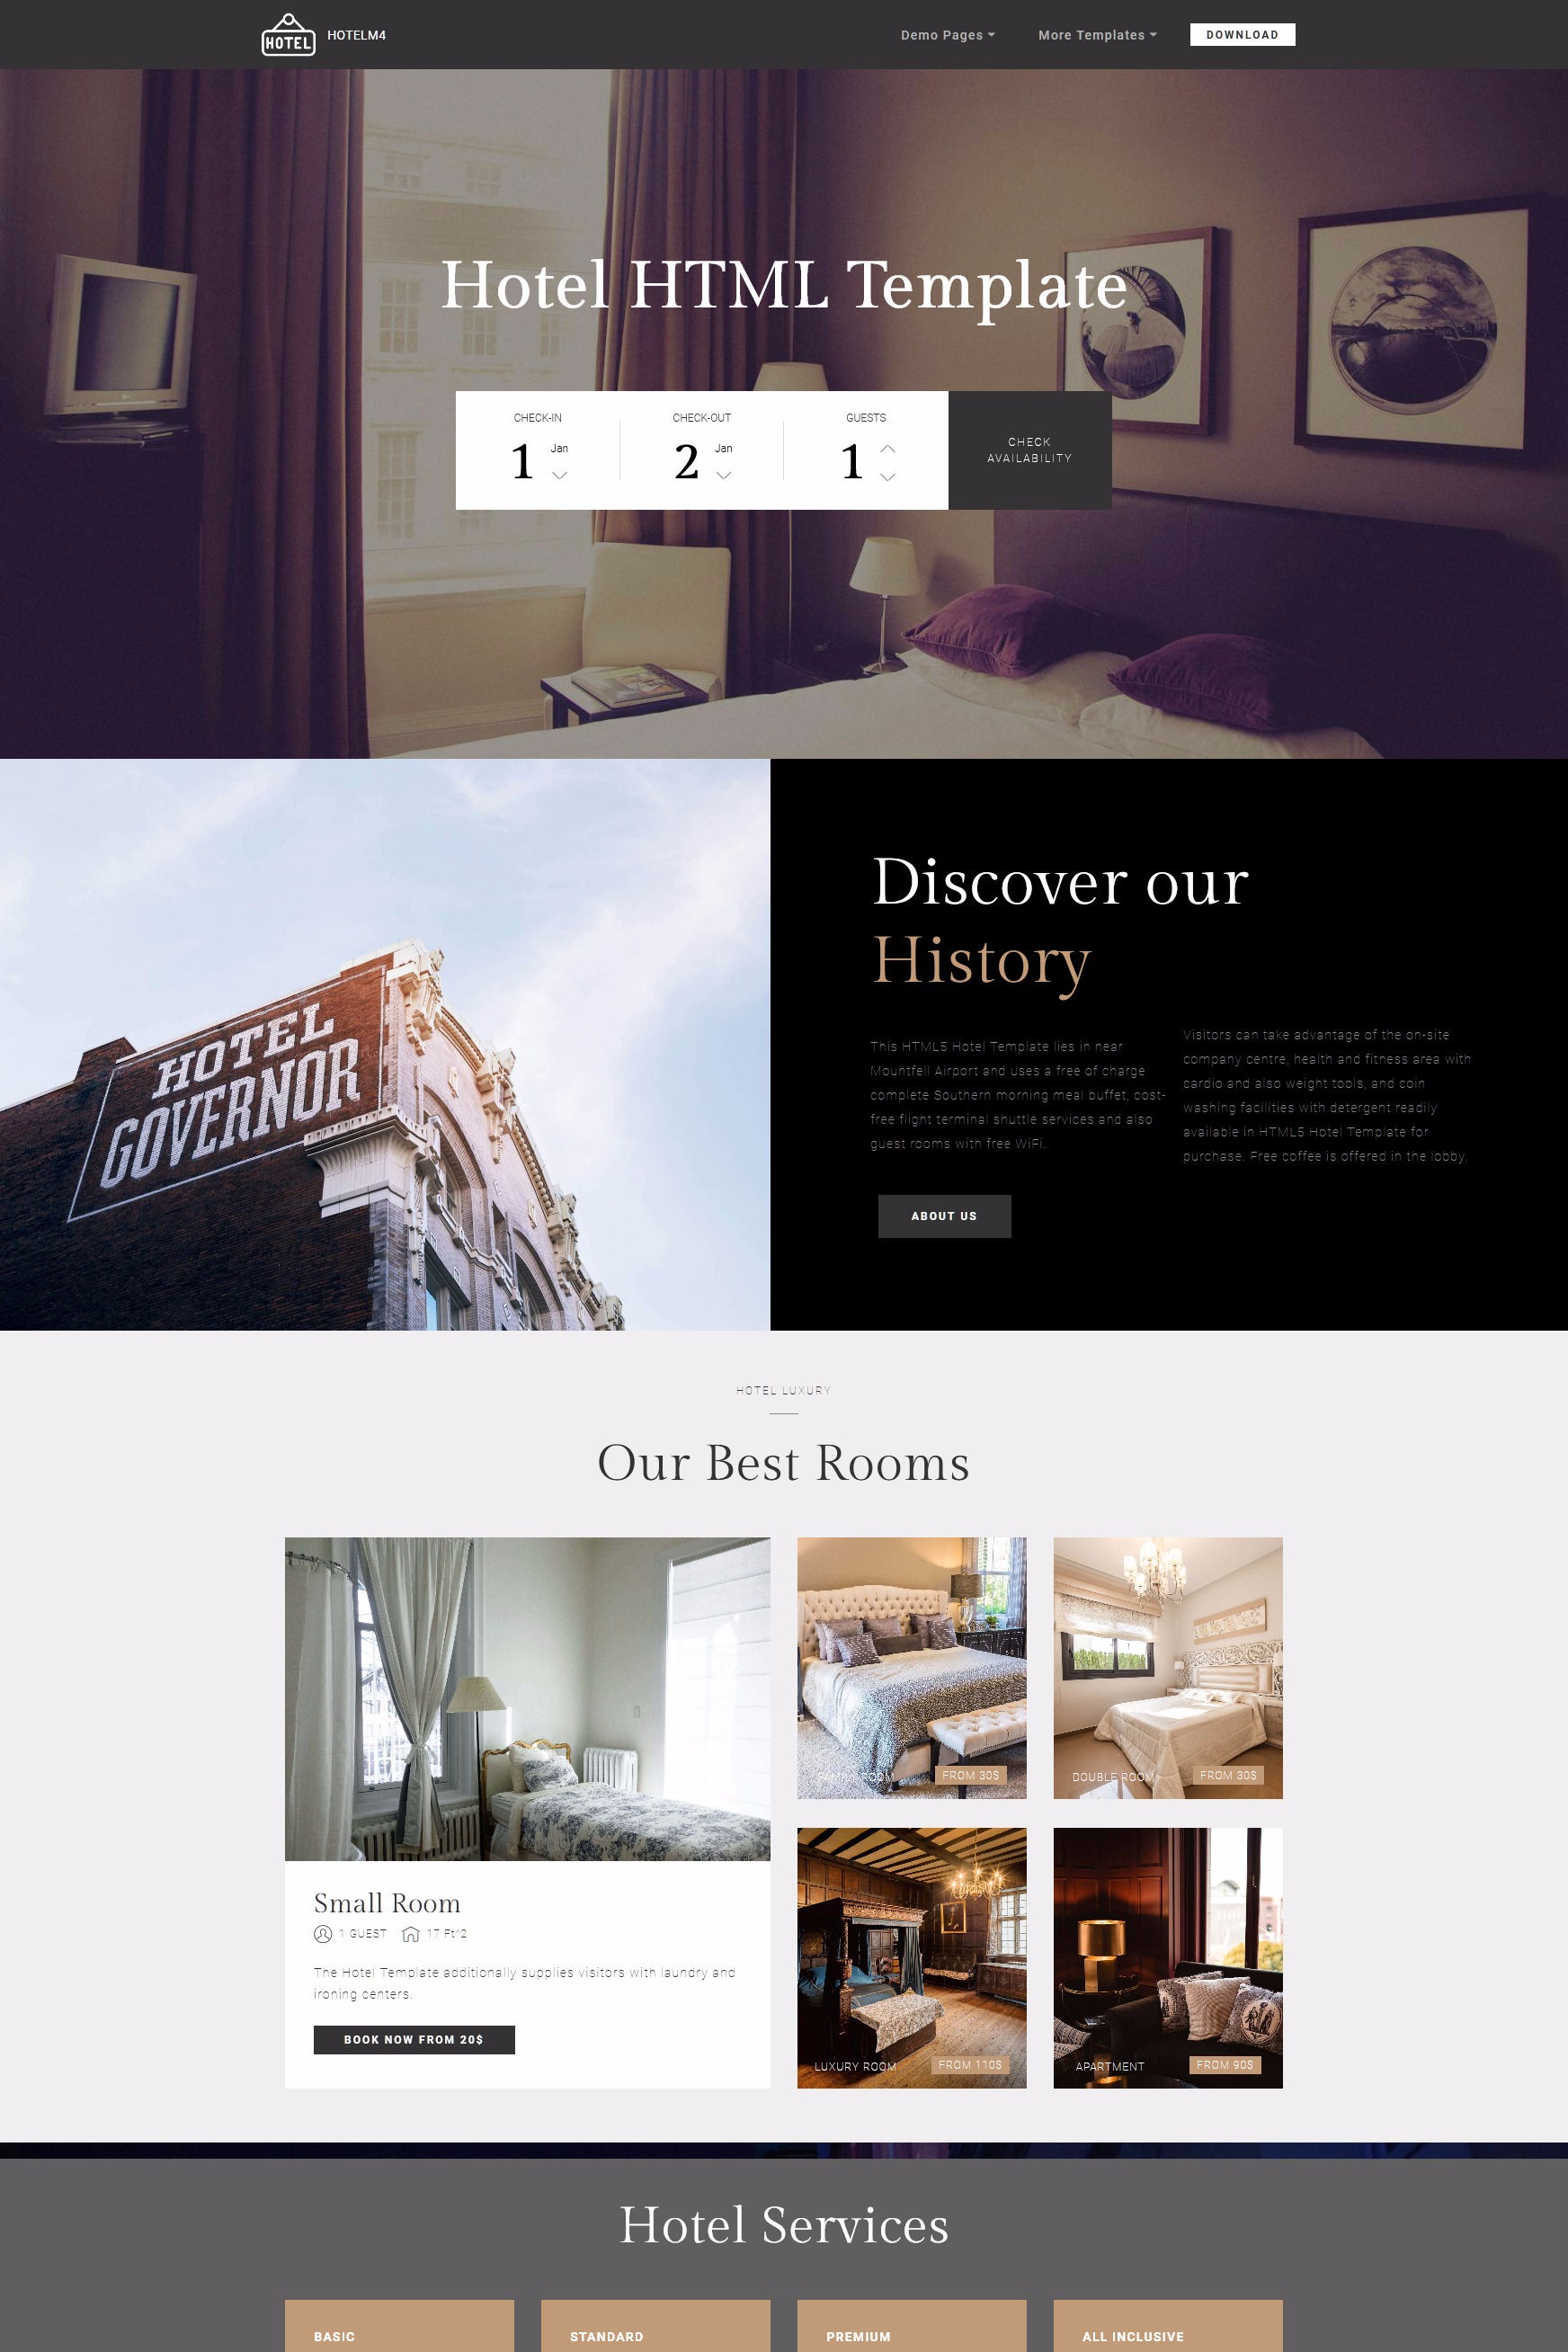 HOTEL
HOTELM4
Demo Pages
More Templates
DOWNLOAD
Hotel HTML Template
CHECK-IN
1
Jan
CHECK-OUT
2
Jan
GUESTS
1
CHECK
AVAILABILITY
HOTEL
GOVERNOR
Discover our
History
This HTML5 Hotel Template lies in near
Mountfell Airport and uses a free of charge
complete Southern morning meal buffet, cost-
free flight terminal shuttle services and also
guest rooms with free WiFi.
Visitors can take advantage of the on-site
company centre, health and fitness area with
cardio and also weight tools, and coin
washing facilities with detergent readily
available in HTML5 Hotel Template for
purchase. Free coffee is offered in the lobby.
ABOUT US
HOTEL LUXURY
Our Best Rooms
Small Room
1 GUEST
17 Ft^2
The Hotel Template additionally supplies visitors with laundry and
ironing centers.
BOOK NOW FROM 20$
FAMILY ROOM
FROM 30$
DOUBLE ROOM
FROM 30$
LUXURY ROOM
FROM 110$
APARTMENT
FROM 90$
Hotel Services
BASIC
STANDARD
PREMIUM
ALL INCLUSIVE